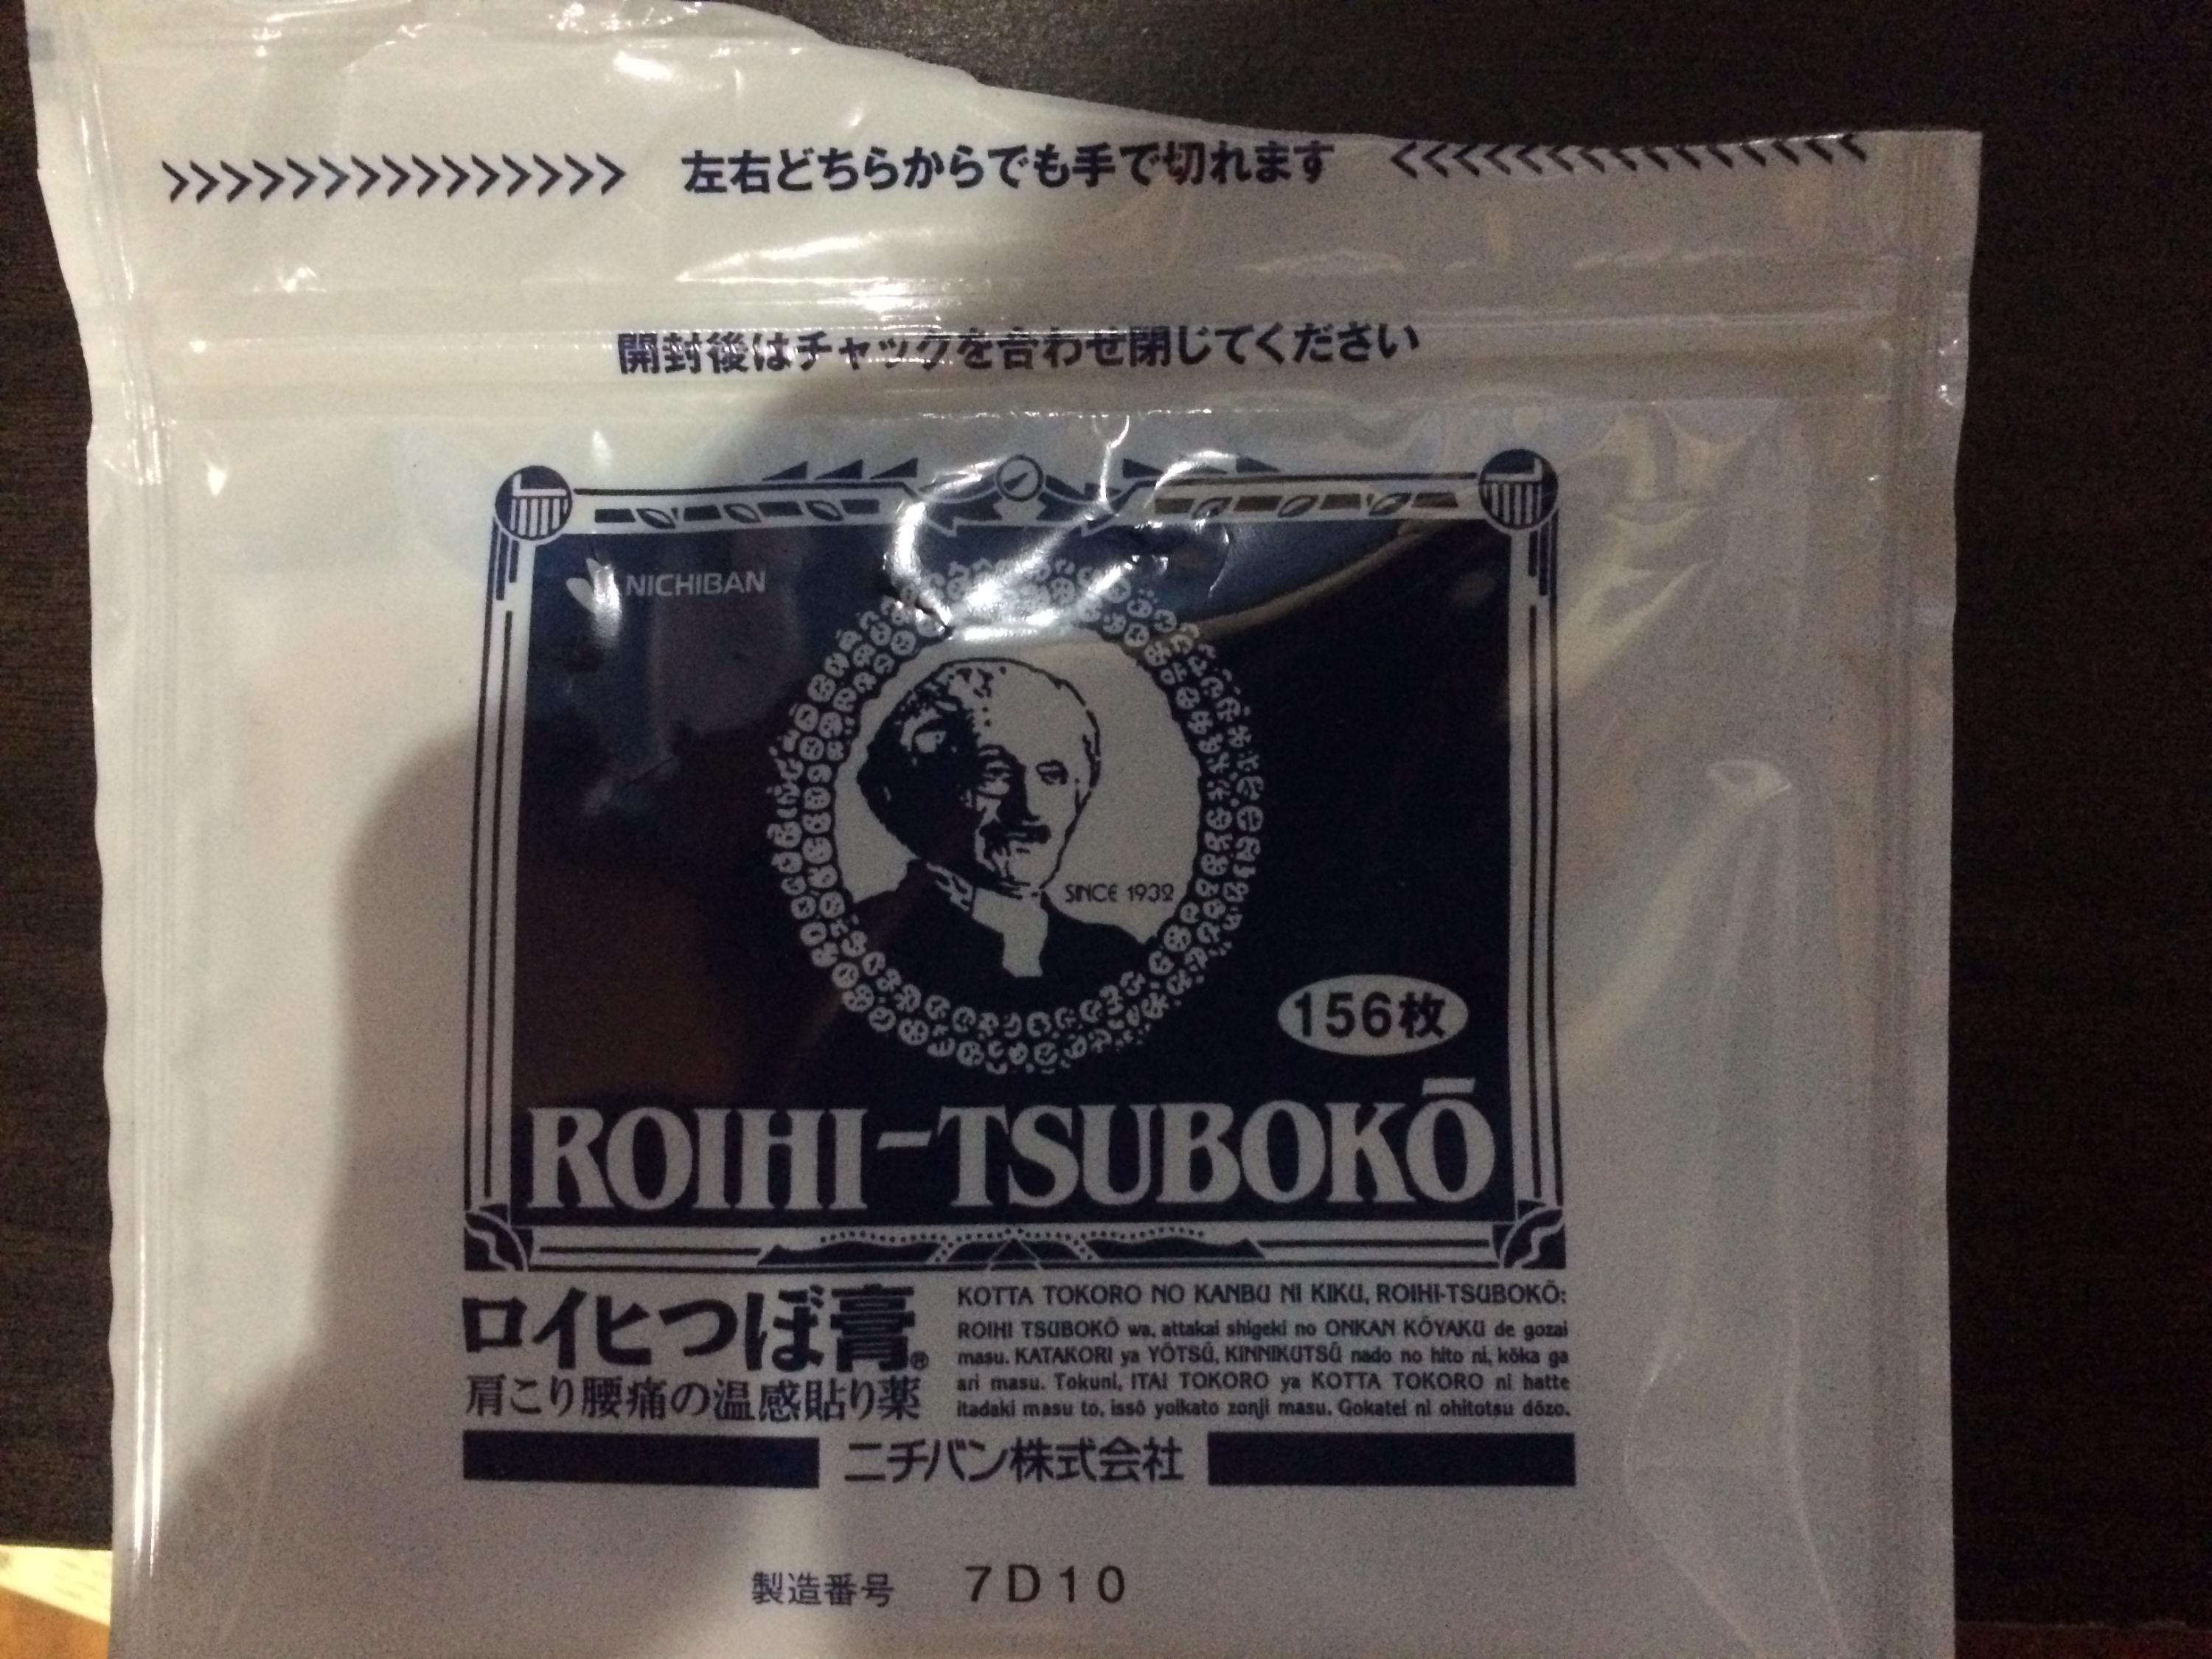 >>>>>>>>>>>>>>> 左右どちらからでも手で切れます <<<<<<<<<<<<<<<
開封後はチャックを合わせ閉じてください
NICHIBAN
SINCE 1932
156枚
ROIHI-TSUBOKŌ
ロイヒつぼ膏®
肩こり腰痛の温感貼り薬
KOTTA TOKORO NO KANBU NI KIKU, ROIHI-TSUBOKŌ:
ROIHI TSUBOKŌ wa, attakai shigeki no ONKAN KŌYAKU de gozai
masu. KATAKORI ya YŌTSŪ, KINNIKUTSŪ nado no hito ni, kōka ga
ari masu. Tokuni, ITAI TOKORO ya KOTTA TOKORO ni hatte
itadaki masu to, issō yoikato zonji masu. Gokatei ni ohitotsu dōzo.
ニチバン株式会社
製造番号 7D10